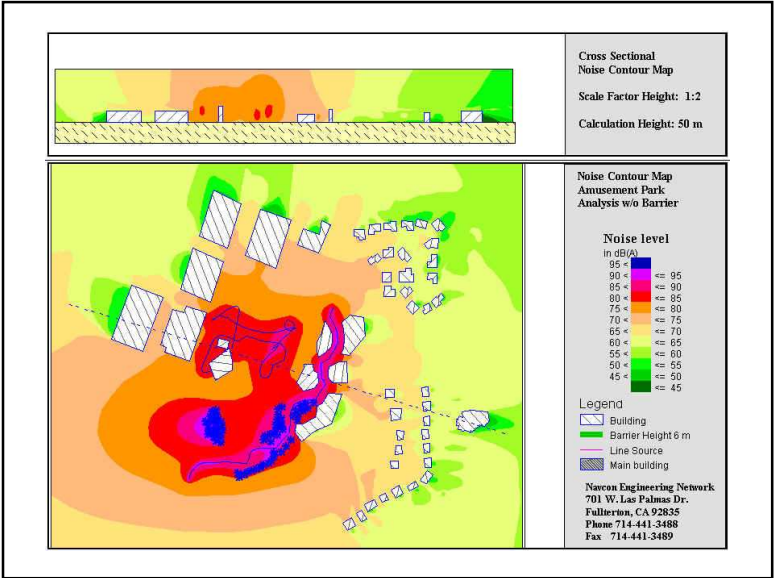 Cross Sectional
Noise Contour Map
Scale Factor Height: 1:2
Calculation Height: 50 m
Noise Contour Map
Amusement Park
Analysis w/o Barrier
Noise level
in dB(A)
95 <
90 < <= 95
85 < <= 90
80 < <= 85
75 < <= 80
70 < <= 75
65 < <= 70
60 < <= 65
55 < <= 60
50 < <= 55
45 < <= 50
<= 45
Legend
Building
Barrier Height 6 m
Line Source
Main building
Navcon Engineering Network
701 W. Las Palmas Dr.
Fullterton, CA 92835
Phone 714-441-3488
Fax 714-441-3489